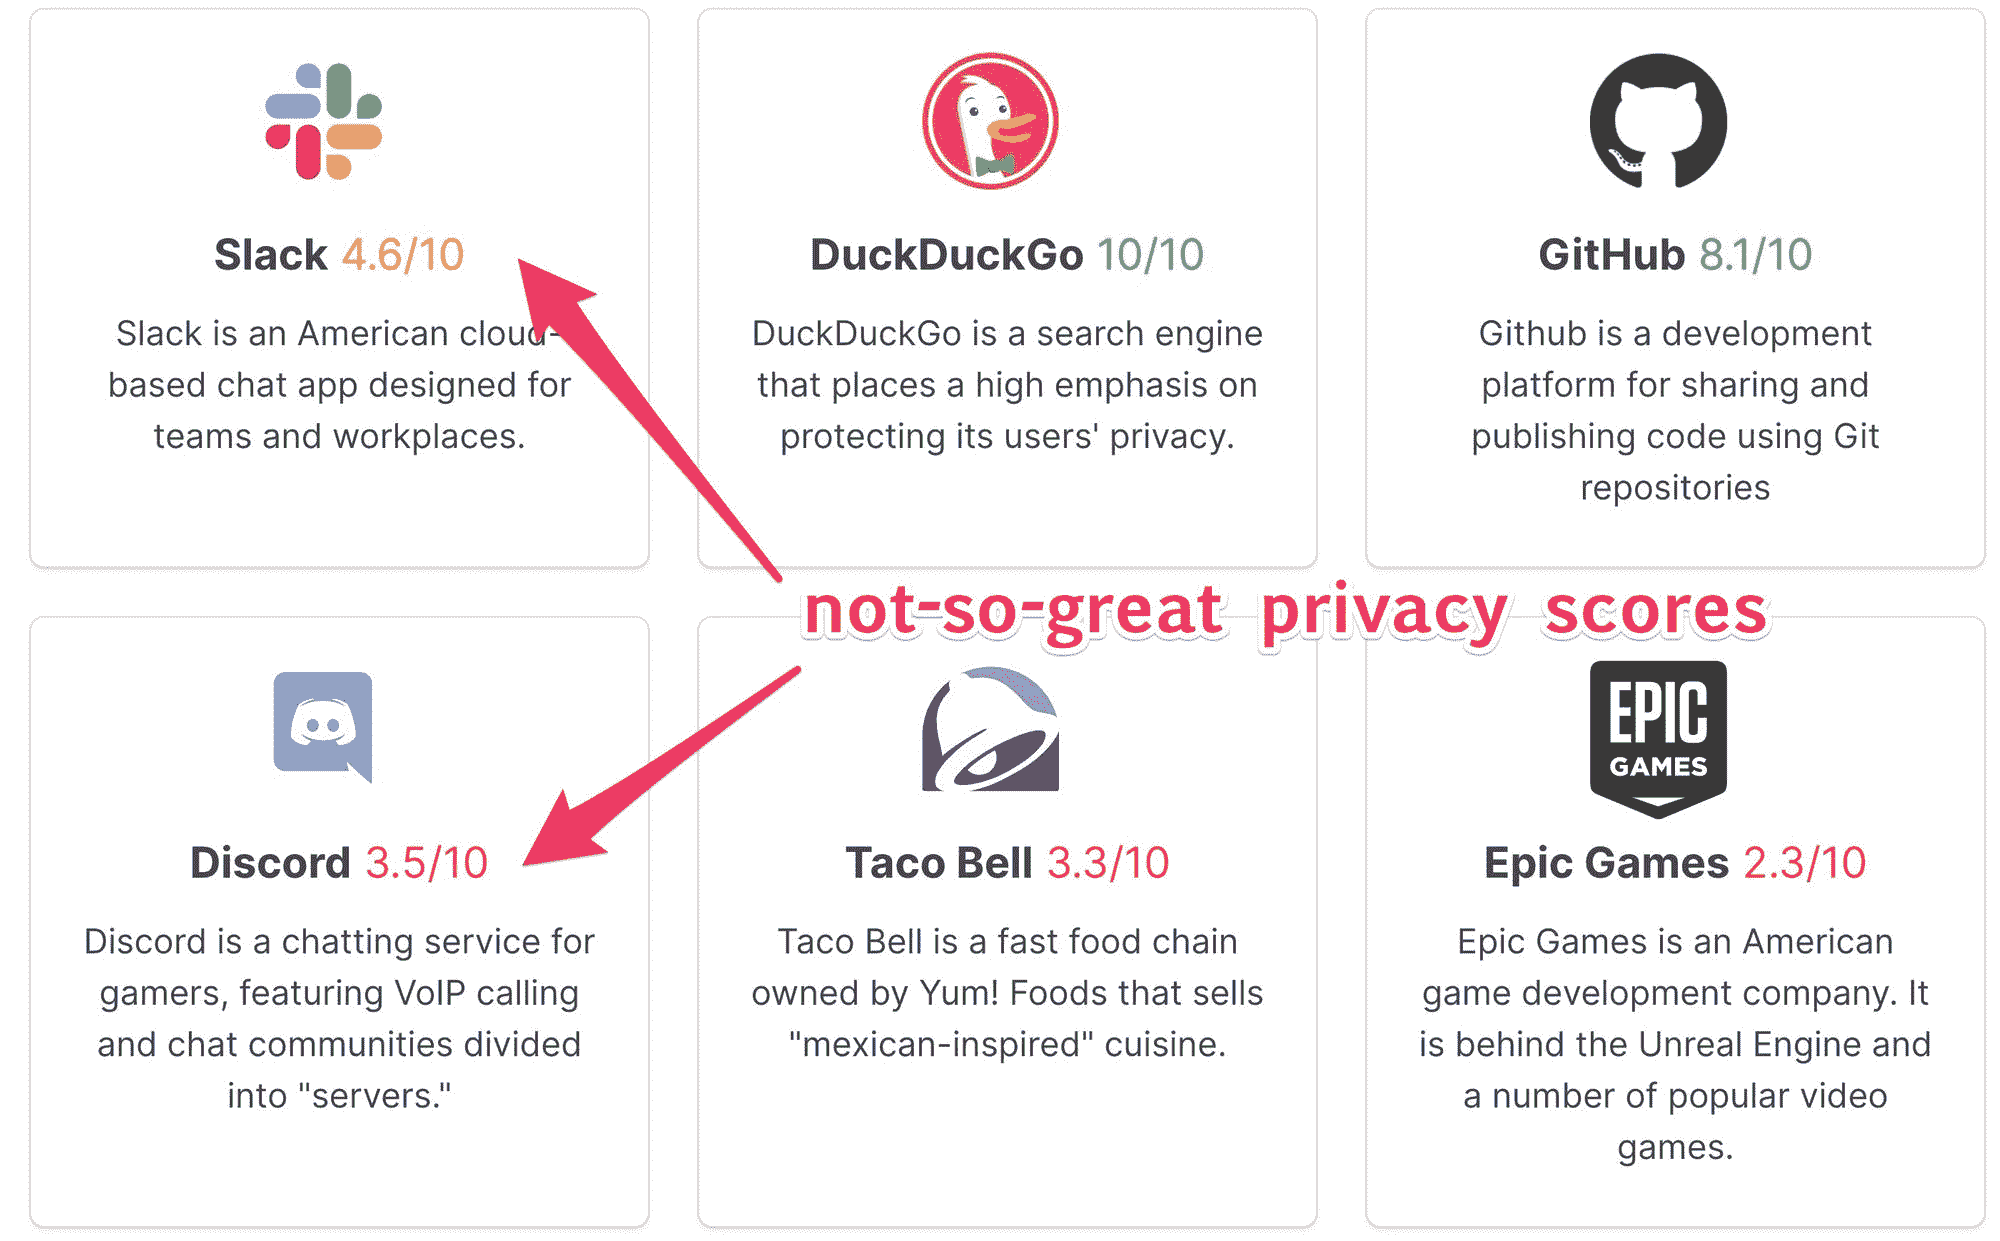 Slack 4.6/10
Slack is an American cloud-
based chat app designed for
teams and workplaces.
DuckDuckGo 10/10
DuckDuckGo is a search engine
that places a high emphasis on
protecting its users' privacy.
GitHub 8.1/10
Github is a development
platform for sharing and
publishing code using Git
repositories
not-so-great privacy scores
Discord 3.5/10
Discord is a chatting service for
gamers, featuring VoIP calling
and chat communities divided
into "servers."
Taco Bell 3.3/10
Taco Bell is a fast food chain
owned by Yum! Foods that sells
"mexican-inspired" cuisine.
EPIC
GAMES
Epic Games 2.3/10
Epic Games is an American
game development company. It
is behind the Unreal Engine and
a number of popular video
games.